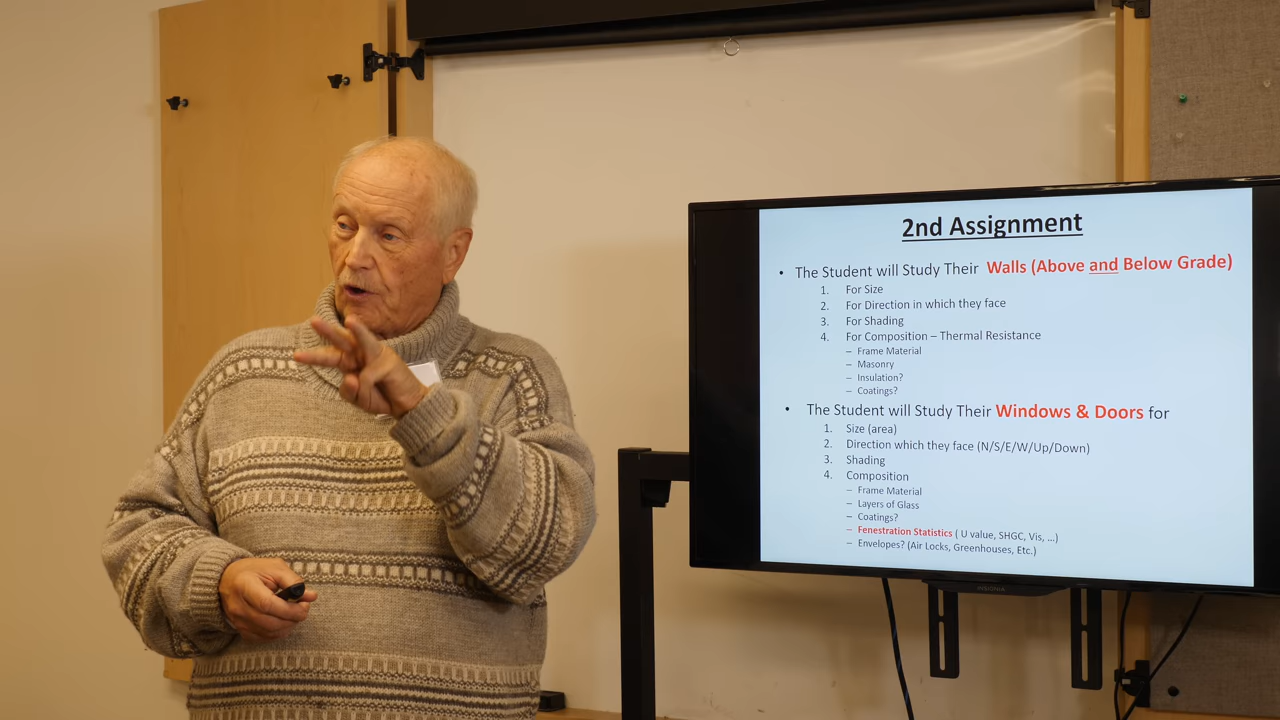 2nd Assignment
• The Student will Study Their Walls (Above and Below Grade)
1. For Size
2. For Direction in which they face
3. For Shading
4. For Composition – Thermal Resistance
– Frame Material
– Masonry
– Insulation?
– Coatings?
• The Student will Study Their Windows & Doors for
1. Size (area)
2. Direction which they face (N/S/E/W/Up/Down)
3. Shading
4. Composition
– Frame Material
– Layers of Glass
– Coatings?
– Fenestration Statistics ( U value, SHGC, Vis, ...)
– Envelopes? (Air Locks, Greenhouses, Etc.)